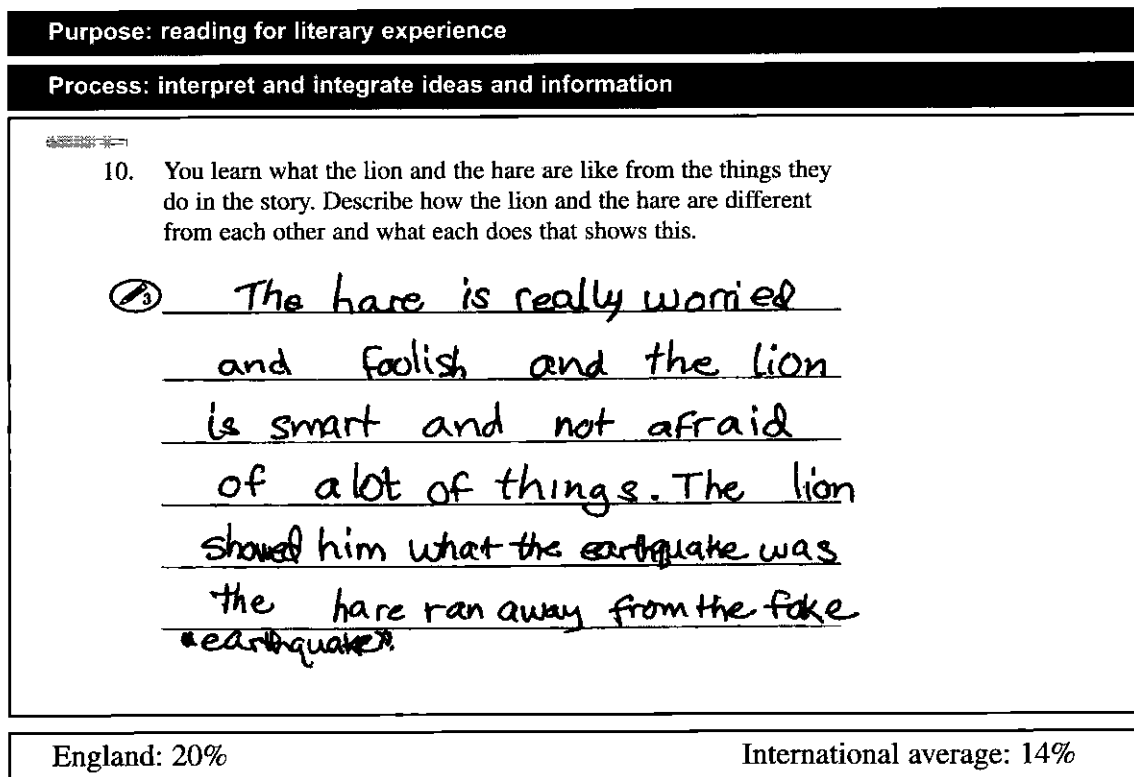 Purpose: reading for literary experience
Process: interpret and integrate ideas and information
10. You learn what the lion and the hare are like from the things they
do in the story. Describe how the lion and the hare are different
from each other and what each does that shows this.
3 The hare is really worried
and foolish and the lion
is smart and not afraid
of alot of things. The lion
showed him what the earthquake was
the hare ran away from the fake
"earthquake".
England: 20% International average: 14%